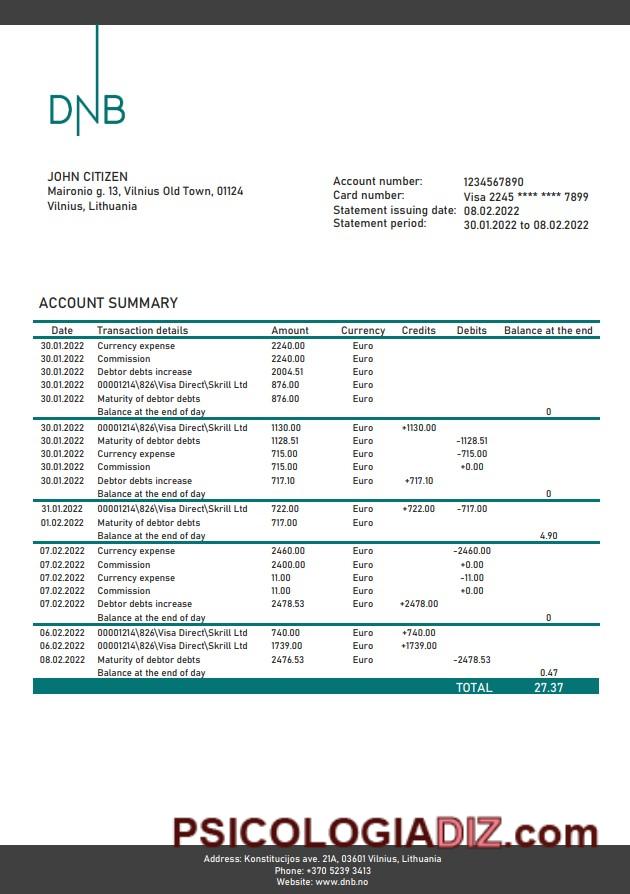 DNB
JOHN CITIZEN
Maironio g. 13, Vilnius Old Town, 01124
Vilnius, Lithuania
Account number: 1234567890
Card number: Visa 2245 **** **** 7899
Statement issuing date: 08.02.2022
Statement period: 30.01.2022 to 08.02.2022
ACCOUNT SUMMARY
Date Transaction details Amount Currency Credits Debits Balance at the end
30.01.2022 Currency expense 2240.00 Euro
30.01.2022 Commission 2240.00 Euro
30.01.2022 Debtor debts increase 2004.51 Euro
30.01.2022 00001214\826\Visa Direct\Skrill Ltd 876.00 Euro
30.01.2022 Maturity of debtor debts 876.00 Euro
Balance at the end of day 0
30.01.2022 00001214\826\Visa Direct\Skrill Ltd 1130.00 Euro +1130.00
30.01.2022 Maturity of debtor debts 1128.51 Euro -1128.51
30.01.2022 Currency expense 715.00 Euro -715.00
30.01.2022 Commission 715.00 Euro +0.00
30.01.2022 Debtor debts increase 717.10 Euro +717.10
Balance at the end of day 0
31.01.2022 00001214\826\Visa Direct\Skrill Ltd 722.00 Euro +722.00 -717.00
01.02.2022 Maturity of debtor debts 717.00 Euro
Balance at the end of day 4.90
07.02.2022 Currency expense 2460.00 Euro -2460.00
07.02.2022 Commission 2400.00 Euro +0.00
07.02.2022 Currency expense 11.00 Euro -11.00
07.02.2022 Commission 11.00 Euro +0.00
07.02.2022 Debtor debts increase 2478.53 Euro +2478.00
Balance at the end of day 0
06.02.2022 00001214\826\Visa Direct\Skrill Ltd 740.00 Euro +740.00
06.02.2022 00001214\826\Visa Direct\Skrill Ltd 1739.00 Euro +1739.00
08.02.2022 Maturity of debtor debts 2476.53 Euro -2478.53
Balance at the end of day 0.47
TOTAL 27.37
PSICOLOGIADIZ.com
Address: Konstitucijos ave. 21A, 03601 Vilnius, Lithuania
Phone: +370 5239 3413
Website: www.dnb.no